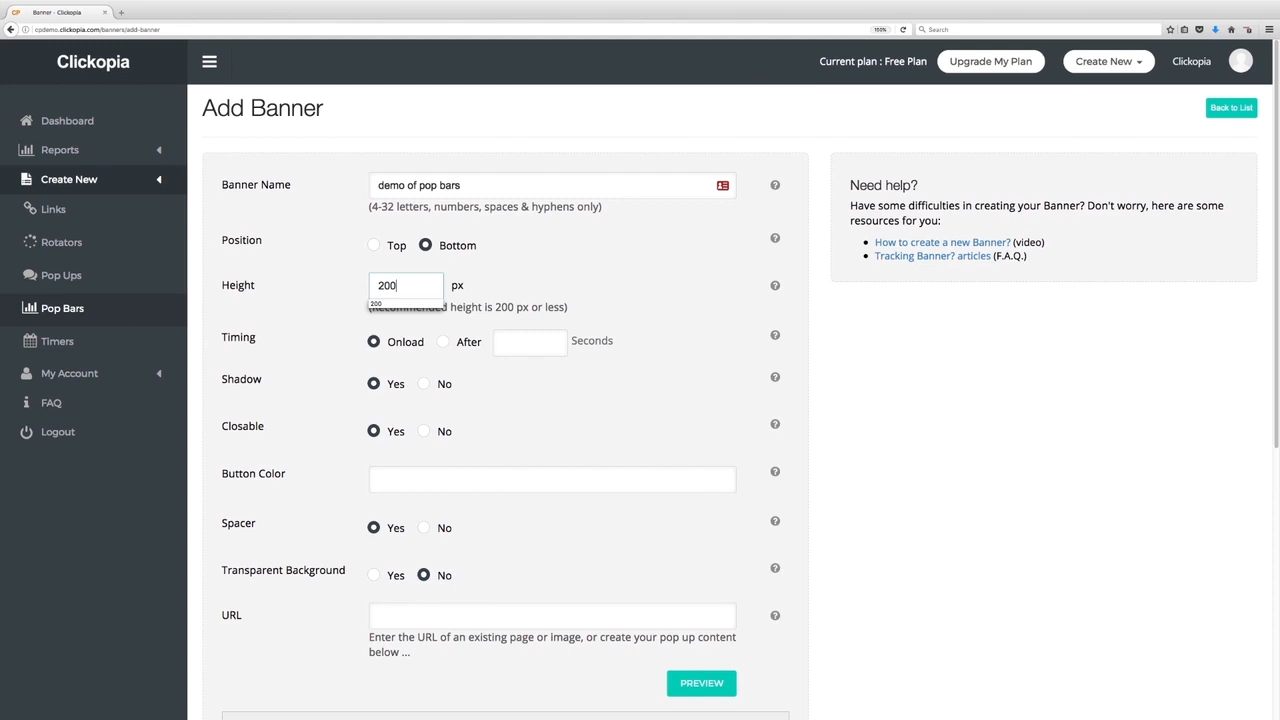 CP Banner - Clickopia × +
cpdemo.clickopia.com/banners/add-banner 150% Search
Clickopia
Current plan : Free Plan Upgrade My Plan Create New Clickopia
Dashboard
Reports
Create New
Links
Rotators
Pop Ups
Pop Bars
Timers
My Account
FAQ
Logout
Add Banner
Back to List
Banner Name demo of pop bars ?
(4-32 letters, numbers, spaces & hyphens only)
Position Top Bottom ?
Height 200 px ?
200
(Recommended height is 200 px or less)
Timing Onload After Seconds ?
Shadow Yes No ?
Closable Yes No ?
Button Color ?
Spacer Yes No ?
Transparent Background Yes No ?
URL ?
Enter the URL of an existing page or image, or create your pop up content
below ...
PREVIEW
Need help?
Have some difficulties in creating your Banner? Don't worry, here are some
resources for you:
• How to create a new Banner? (video)
• Tracking Banner? articles (F.A.Q.)